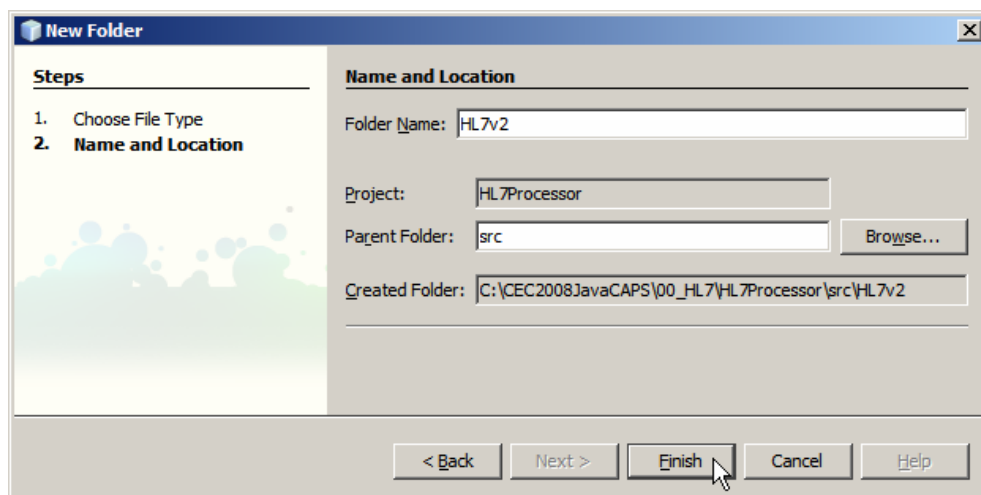 New Folder
Steps
1. Choose File Type
2. Name and Location
Name and Location
Folder Name: HL7v2
Project: HL7Processor
Parent Folder: src Browse...
Created Folder: C:\CEC2008JavaCAPS\00_HL7\HL7Processor\src\HL7v2
< Back Next > Finish Cancel Help